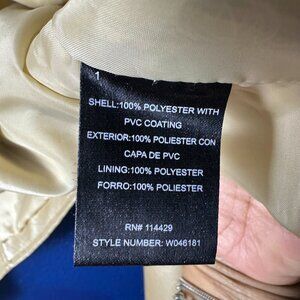 1
SHELL:100% POLYESTER WITH
PVC COATING
EXTERIOR:100% POLIESTER CON
CAPA DE PVC
LINING:100% POLYESTER
FORRO:100% POLIESTER
RN# 114429
STYLE NUMBER: W046181